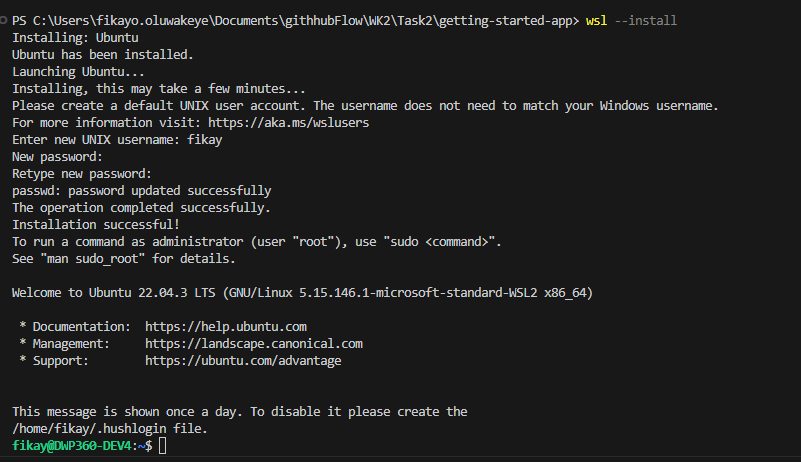 PS C:\Users\fikayo.oluwakeye\Documents\githhubFlow\WK2\Task2\getting-started-app> wsl --install
Installing: Ubuntu
Ubuntu has been installed.
Launching Ubuntu...
Installing, this may take a few minutes...
Please create a default UNIX user account. The username does not need to match your Windows username.
For more information visit: https://aka.ms/wslusers
Enter new UNIX username: fikay
New password:
Retype new password:
passwd: password updated successfully
The operation completed successfully.
Installation successful!
To run a command as administrator (user "root"), use "sudo <command>".
See "man sudo_root" for details.

Welcome to Ubuntu 22.04.3 LTS (GNU/Linux 5.15.146.1-microsoft-standard-WSL2 x86_64)

 * Documentation:  https://help.ubuntu.com
 * Management:     https://landscape.canonical.com
 * Support:        https://ubuntu.com/advantage


This message is shown once a day. To disable it please create the
/home/fikay/.hushlogin file.
fikay@DWP360-DEV4:~$